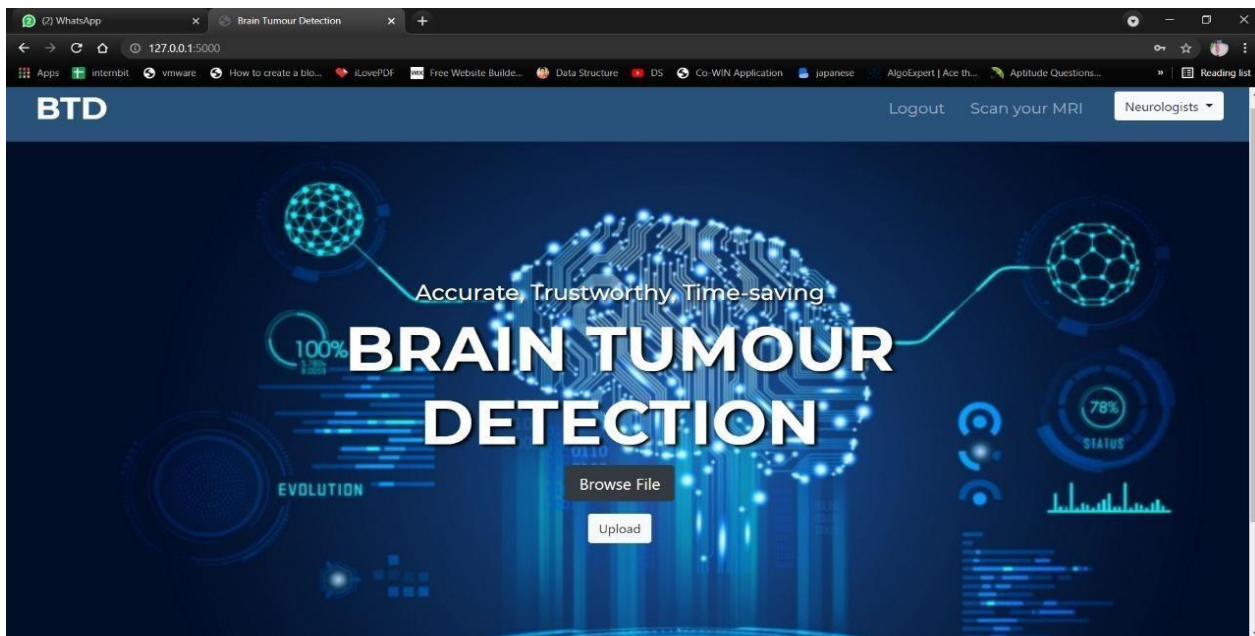 (2) WhatsApp
Brain Tumour Detection
127.0.0.1:5000
Apps internbit vmware How to create a blo... iLovePDF Free Website Builde... Data Structure DS Co-WIN Application japanese AlgoExpert | Ace th... Aptitude Questions... » Reading list
BTD
Logout Scan your MRI Neurologists
Accurate, Trustworthy, Time-saving
100%
BRAIN TUMOUR
DETECTION
78%
STATUS
0110
EVOLUTION
Browse File
Upload